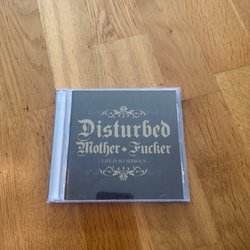 Disturbed
Mother Fucker
LIFE IS SO SERIOUS